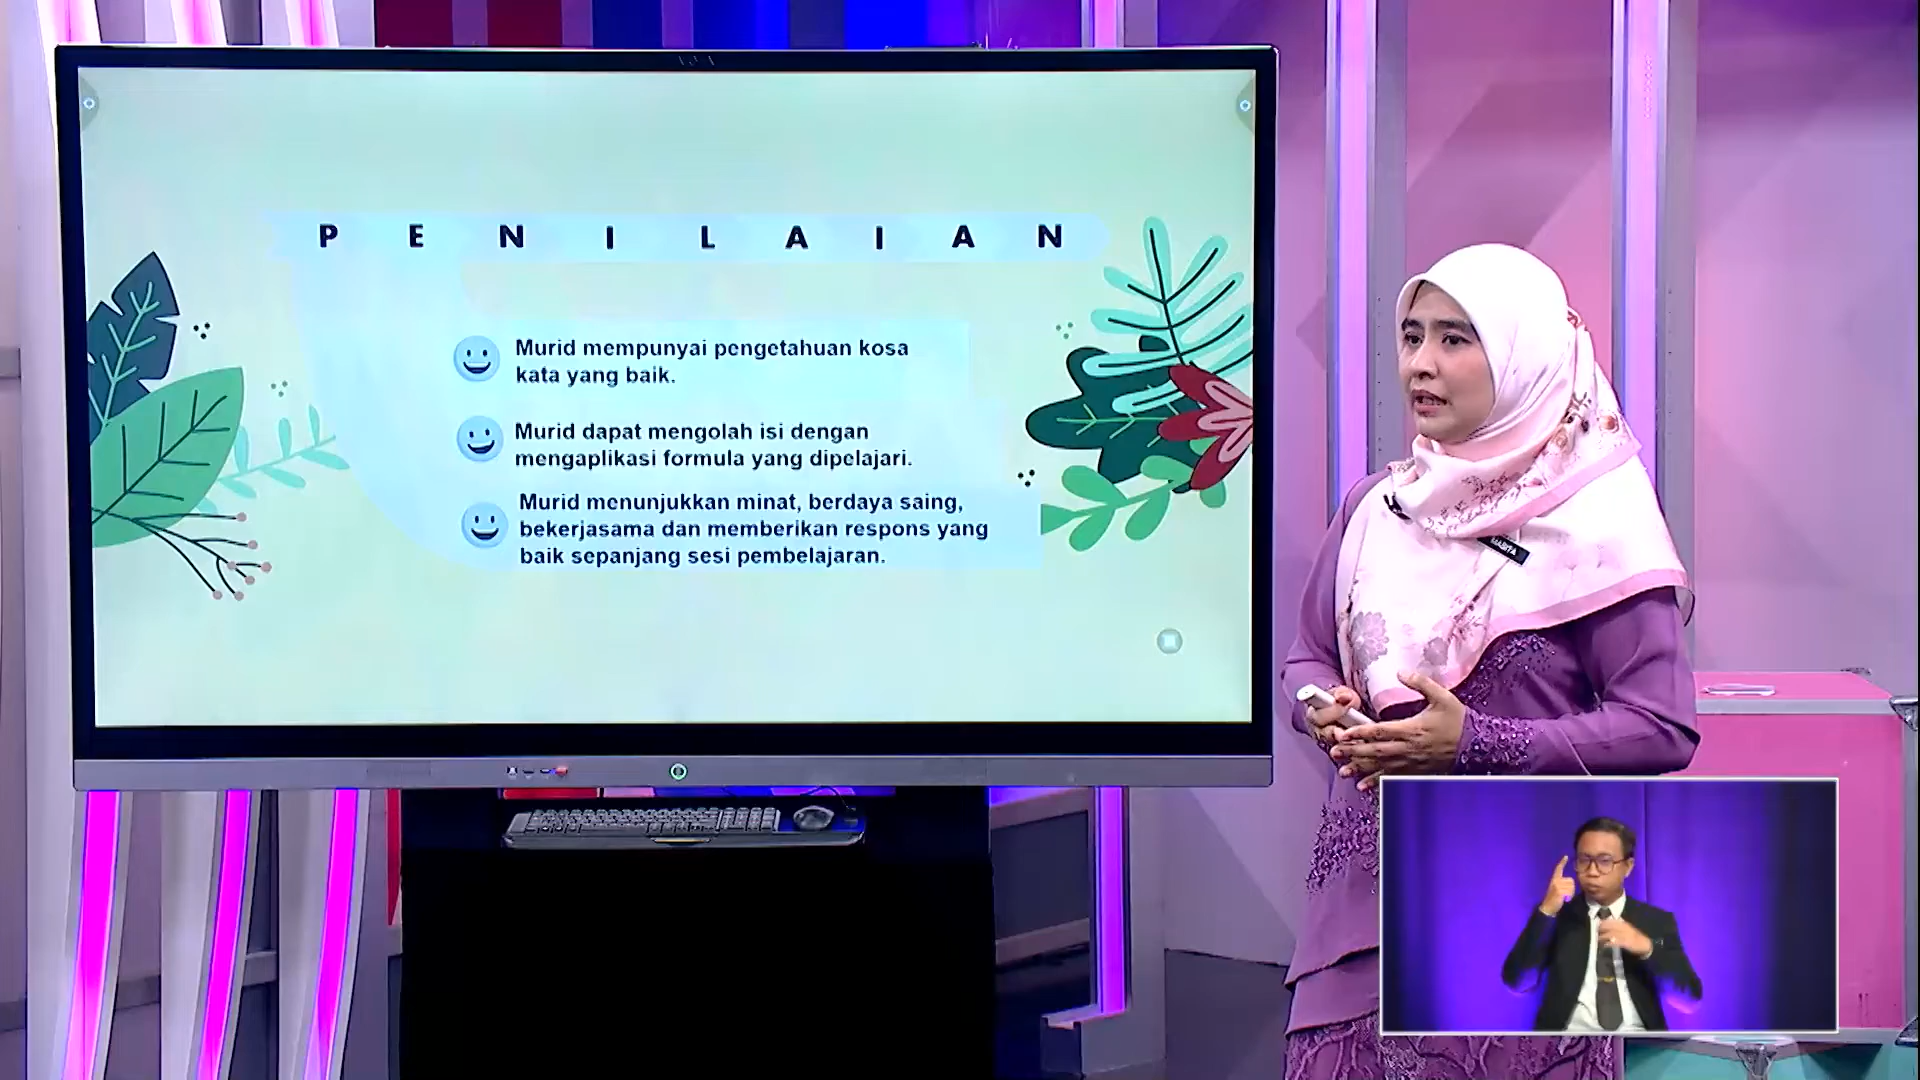 PENILAIAN
Murid mempunyai pengetahuan kosa
kata yang baik.
Murid dapat mengolah isi dengan
mengaplikasi formula yang dipelajari.
Murid menunjukkan minat, berdaya saing,
bekerjasama dan memberikan respons yang
baik sepanjang sesi pembelajaran.